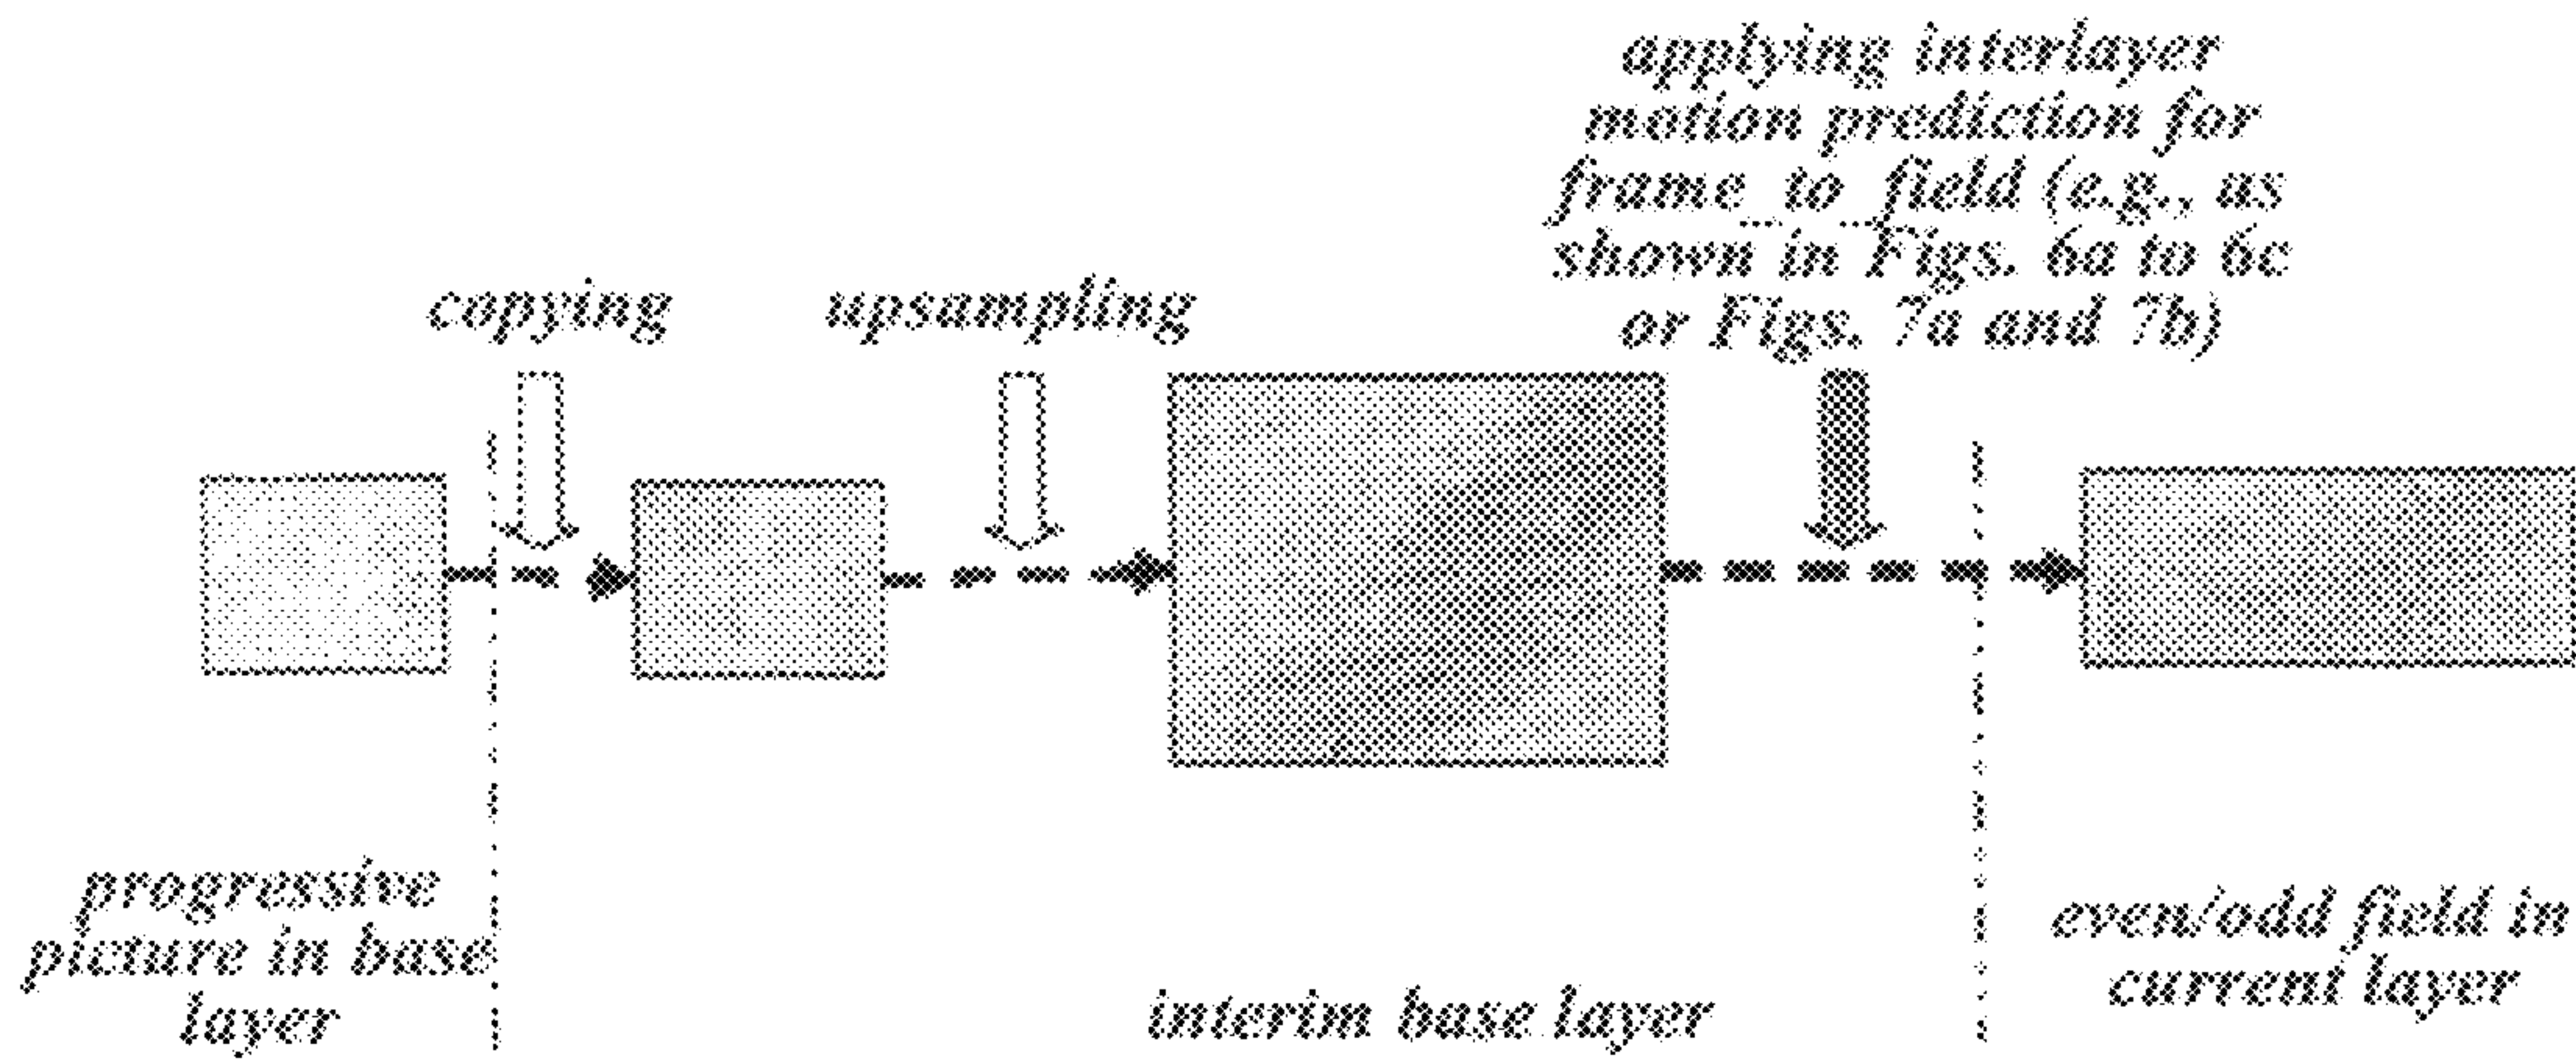 applying interlayer
motion prediction for
frame_to_field (e.g., as
shown in Figs. 6a to 6c
or Figs. 7a and 7b)
copying
upsampling
progressive
picture in base
layer
interim base layer
even/odd field in
current layer